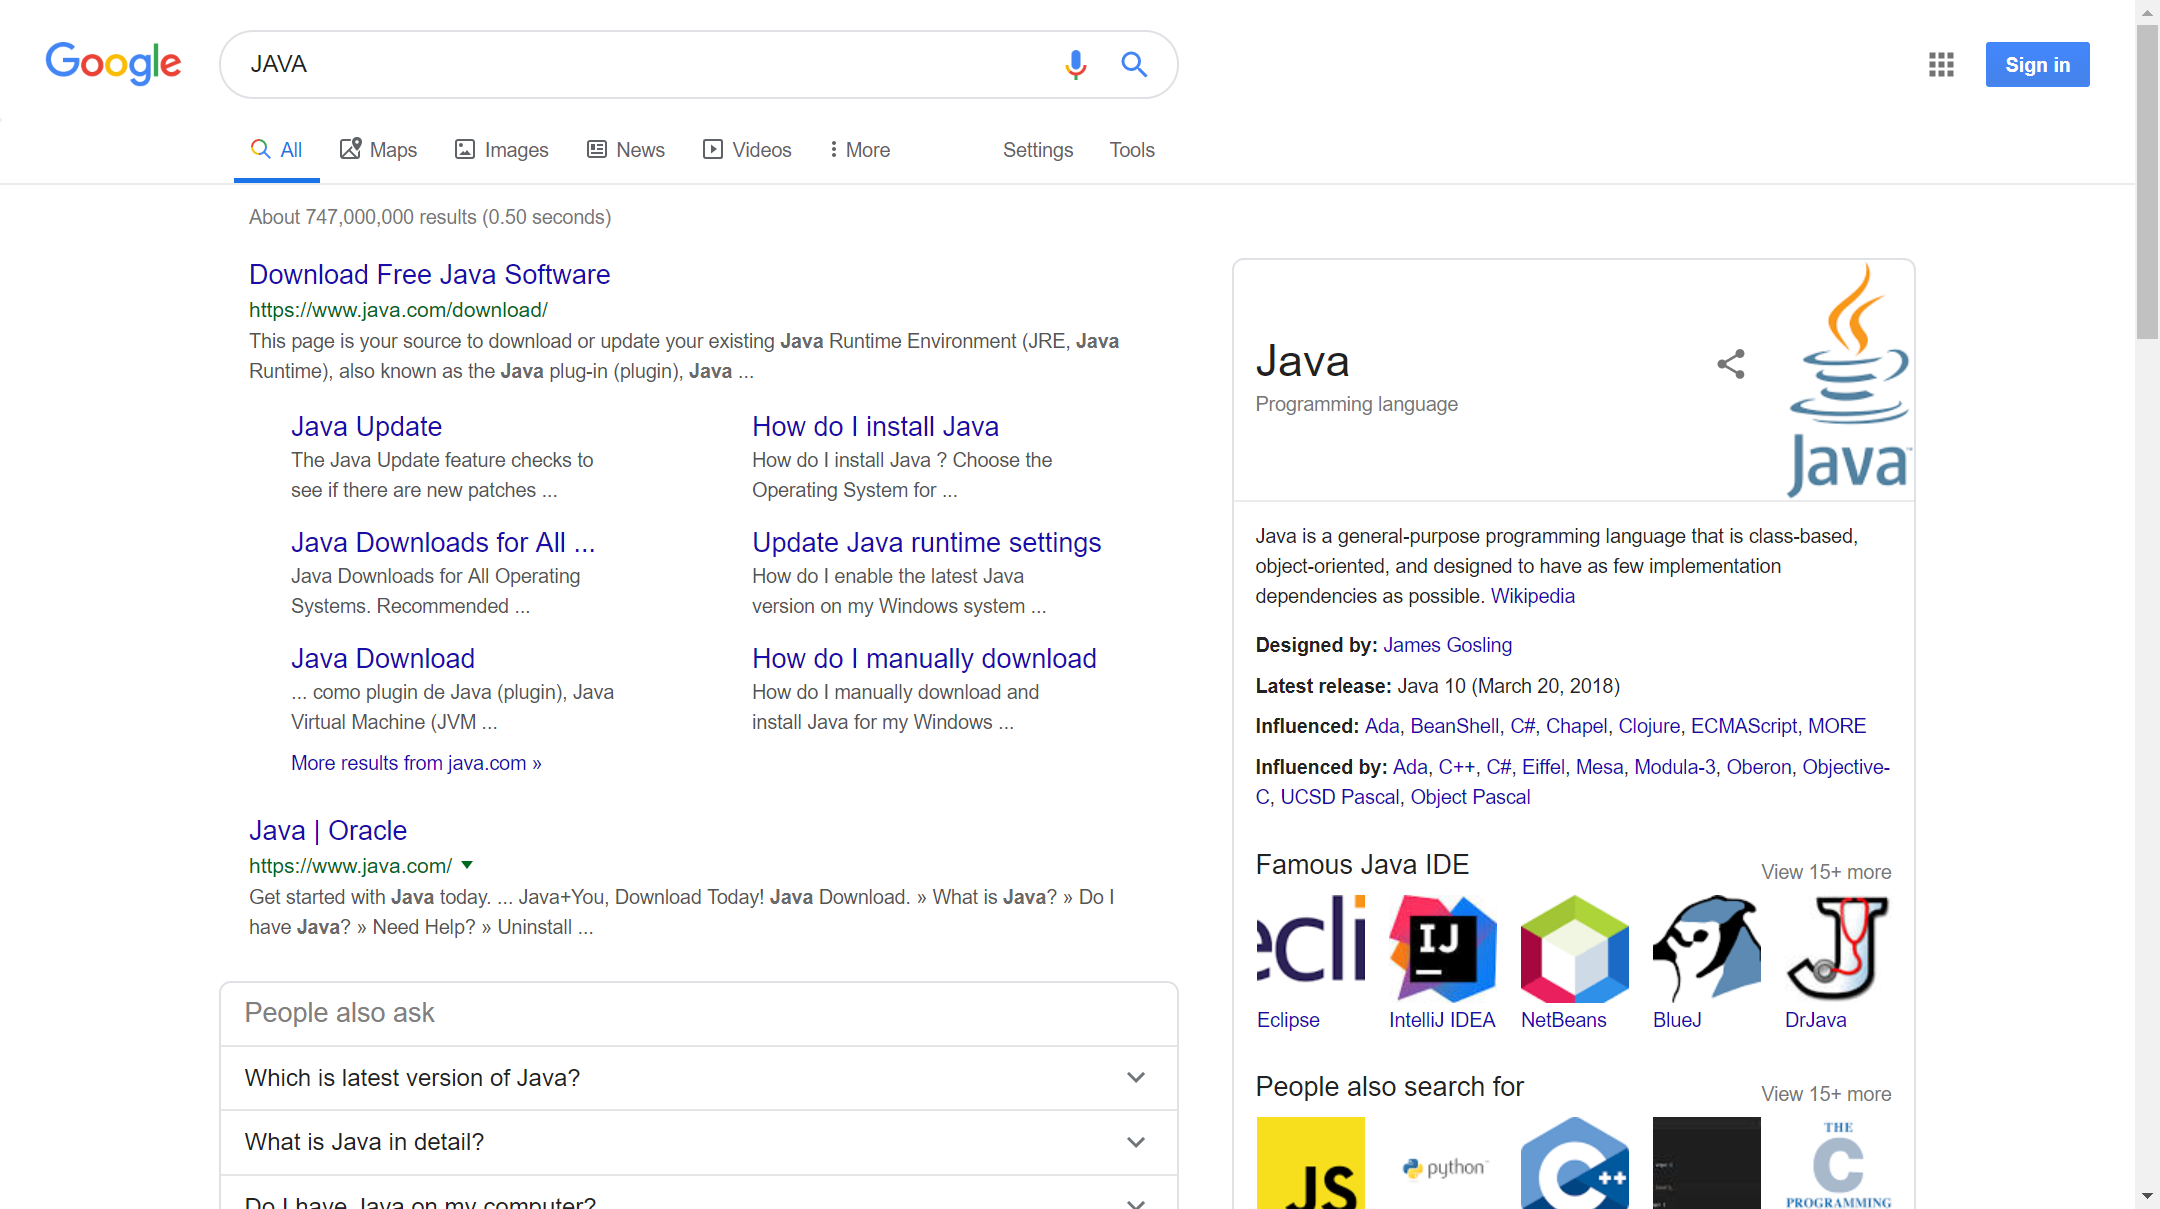 Google
JAVA
Sign in
All
Maps
Images
News
Videos
More
Settings
Tools
About 747,000,000 results (0.50 seconds)
Download Free Java Software
https://www.java.com/download/
This page is your source to download or update your existing Java Runtime Environment (JRE, Java
Runtime), also known as the Java plug-in (plugin), Java ...
Java Update
The Java Update feature checks to
see if there are new patches ...
How do I install Java
How do I install Java ? Choose the
Operating System for ...
Java Downloads for All ...
Java Downloads for All Operating
Systems. Recommended ...
Update Java runtime settings
How do I enable the latest Java
version on my Windows system ...
Java Download
... como plugin de Java (plugin), Java
Virtual Machine (JVM ...
How do I manually download
How do I manually download and
install Java for my Windows ...
More results from java.com »
Java | Oracle
https://www.java.com/
Get started with Java today. ... Java+You, Download Today! Java Download. » What is Java? » Do I
have Java? » Need Help? » Uninstall ...
People also ask
Which is latest version of Java?
What is Java in detail?
Do I have Java on my computer?
Java
Programming language
Java™
Java is a general-purpose programming language that is class-based,
object-oriented, and designed to have as few implementation
dependencies as possible. Wikipedia
Designed by: James Gosling
Latest release: Java 10 (March 20, 2018)
Influenced: Ada, BeanShell, C#, Chapel, Clojure, ECMAScript, MORE
Influenced by: Ada, C++, C#, Eiffel, Mesa, Modula-3, Oberon, Objective-
C, UCSD Pascal, Object Pascal
Famous Java IDE
View 15+ more
ecli
IJ
J
Eclipse
IntelliJ IDEA
NetBeans
BlueJ
DrJava
People also search for
View 15+ more
JS
python™
C++
THE
C
PROGRAMMING